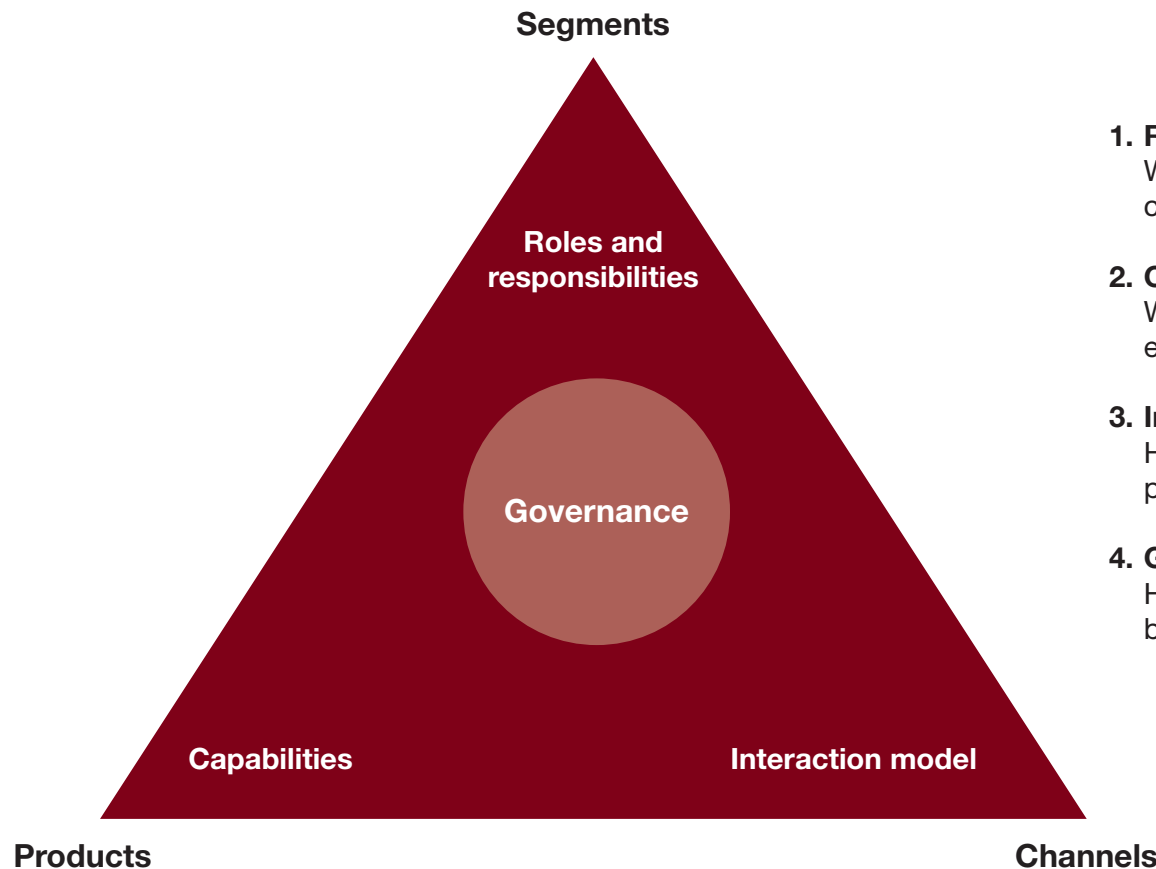 Segments
Roles and
responsibilities
Governance
Capabilities
Interaction model
Products
Channels
1.
W
o
2.
W
e
3. I
H
p
4. G
H
b